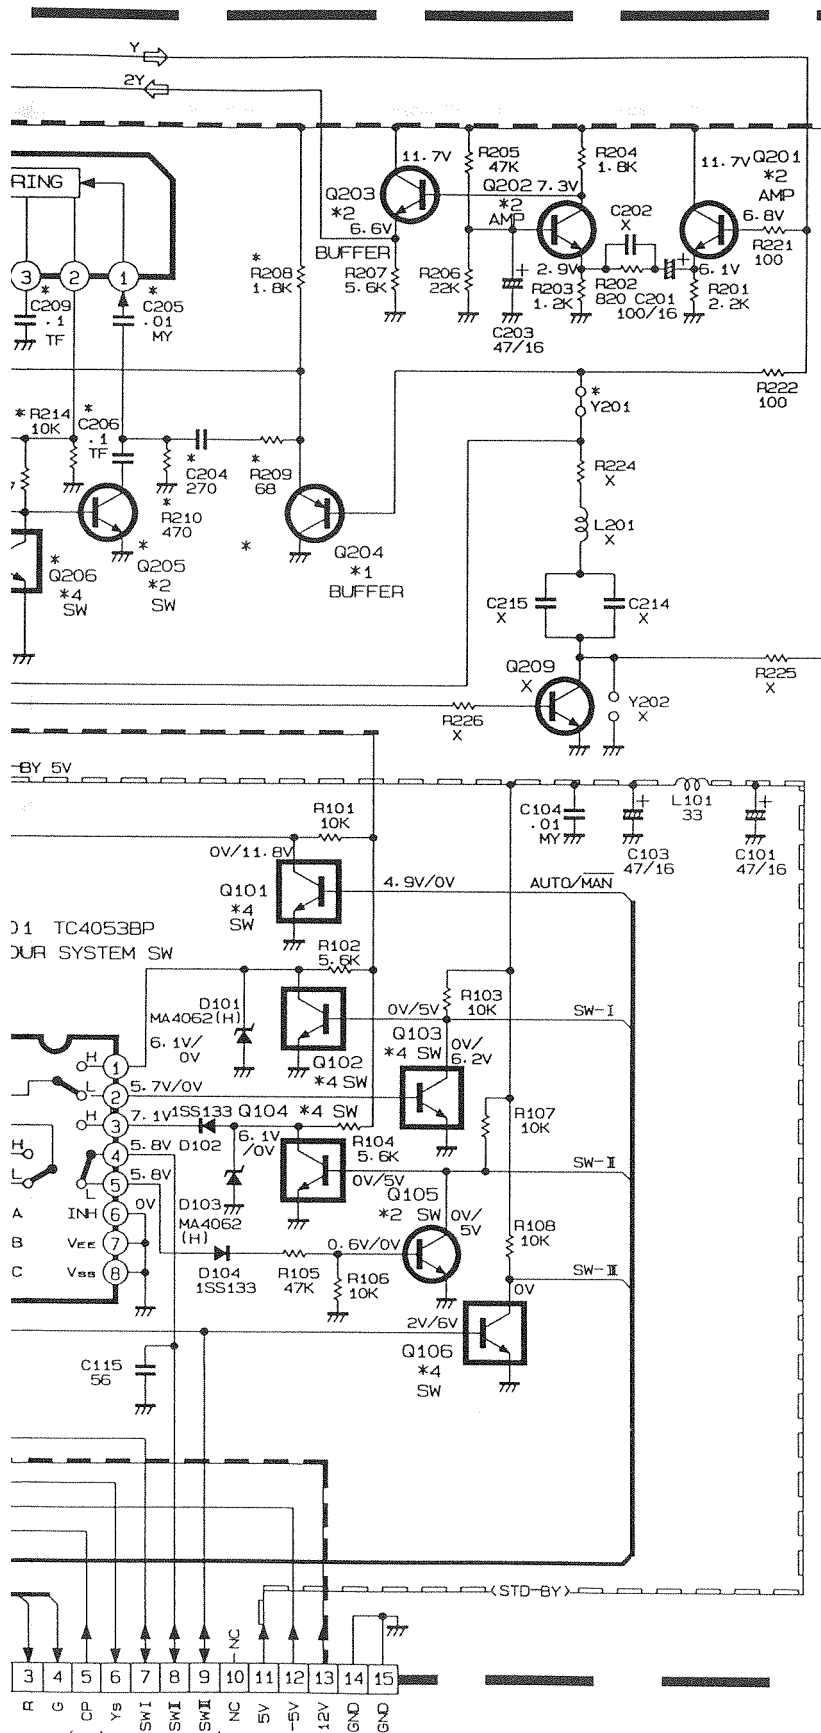 Y
2Y
RING
3
2
1
*
C209
.1
TF
*
C205
.01
MY
*
R208
1.8K
Q203
*2
BUFFER
11.7V
6.6V
R207
5.6K
R205
47K
R206
22K
Q202
*2
AMP
7.3V
2.9V
R204
1.8K
C202
X
R203
1.2K
R202
820
C201
100/16
+
C203
47/16
+
11.7V
Q201
*2
AMP
6.8V
R221
100
6.1V
R201
2.2K
R222
100
* R214
10K
*
C206
.1
TF
*
C204
270
*
R209
68
*
R210
470
*
Q206
*4
SW
*
Q205
*2
SW
*
Q204
*1
BUFFER
*
Y201
R224
X
L201
X
C215
X
C214
X
Q209
X
R225
X
Y202
X
R226
X
-BY 5V
R101
10K
C104
.01
MY
+
C103
47/16
L101
33
+
C101
47/16
0V/11.8V
Q101
*4
SW
4.9V/0V
AUTO/MAN
01 TC4053BP
OUR SYSTEM SW
R102
5.6K
D101
MA4062(H)
6.1V/
0V
Q102
*4 SW
0V/5V
R103
10K
SW-I
Q103
*4 SW
0V/
6.2V
H
1
L
2
5.7V/0V
H
3
7.1V
1SS133
D102
Q104 *4 SW
6.1V
/0V
R104
5.6K
R107
10K
H
L
4
5.8V
L
5
5.8V
D103
MA4062
(H)
0V/5V
SW-II
Q105
*2 SW
0V/
5V
A
INH
6
0V
B
VEE
7
C
VSS
8
D104
1SS133
R105
47K
0.6V/0V
R106
10K
R108
10K
SW-III
0V
2V/6V
Q106
*4
SW
C115
56
(STD-BY)
NC
3
4
5
6
7
8
9
10
11
12
13
14
15
R
G
CP
Ys
SWI
SWII
SWIII
NC
5V
-5V
12V
GND
GND